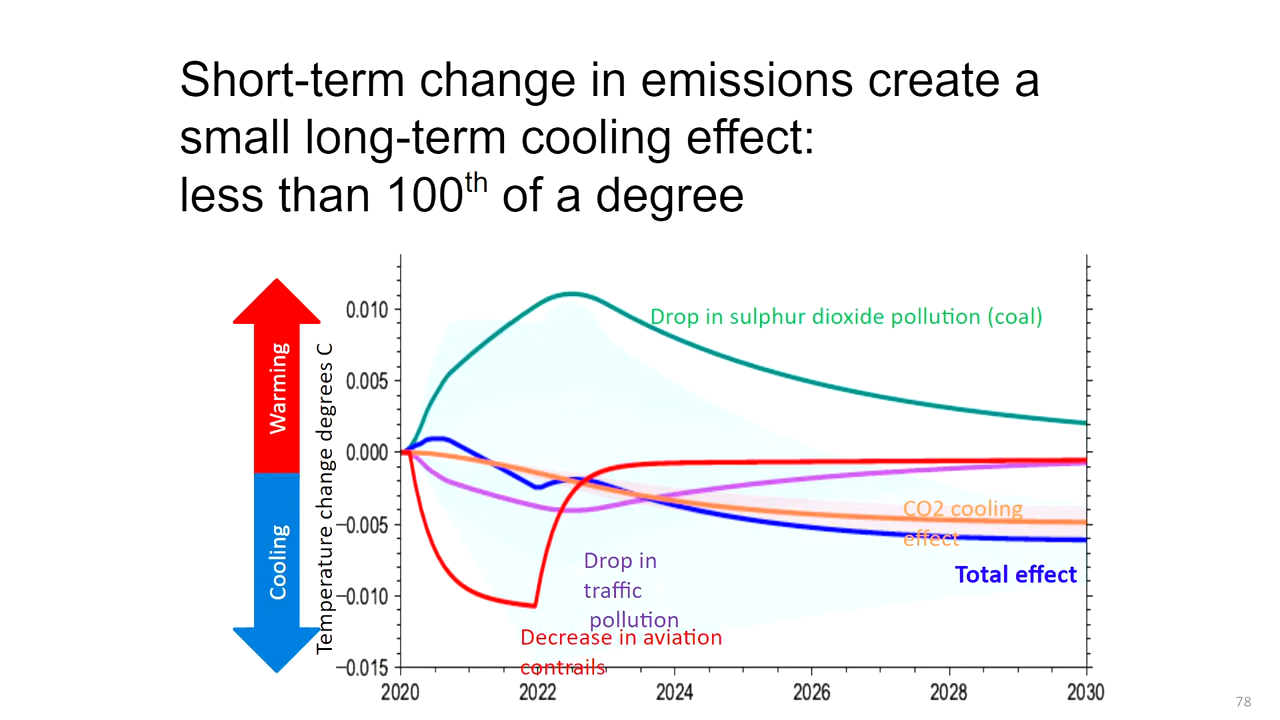 Short-term change in emissions create a
small long-term cooling effect:
less than 100th of a degree
Warming
Cooling
Temperature change degrees C
0.010
0.005
0.000
−0.005
−0.010
−0.015
Drop in sulphur dioxide pollution (coal)
CO2 cooling
effect
Total effect
Drop in
traffic
pollution
Decrease in aviation
contrails
2020 2022 2024 2026 2028 2030
78